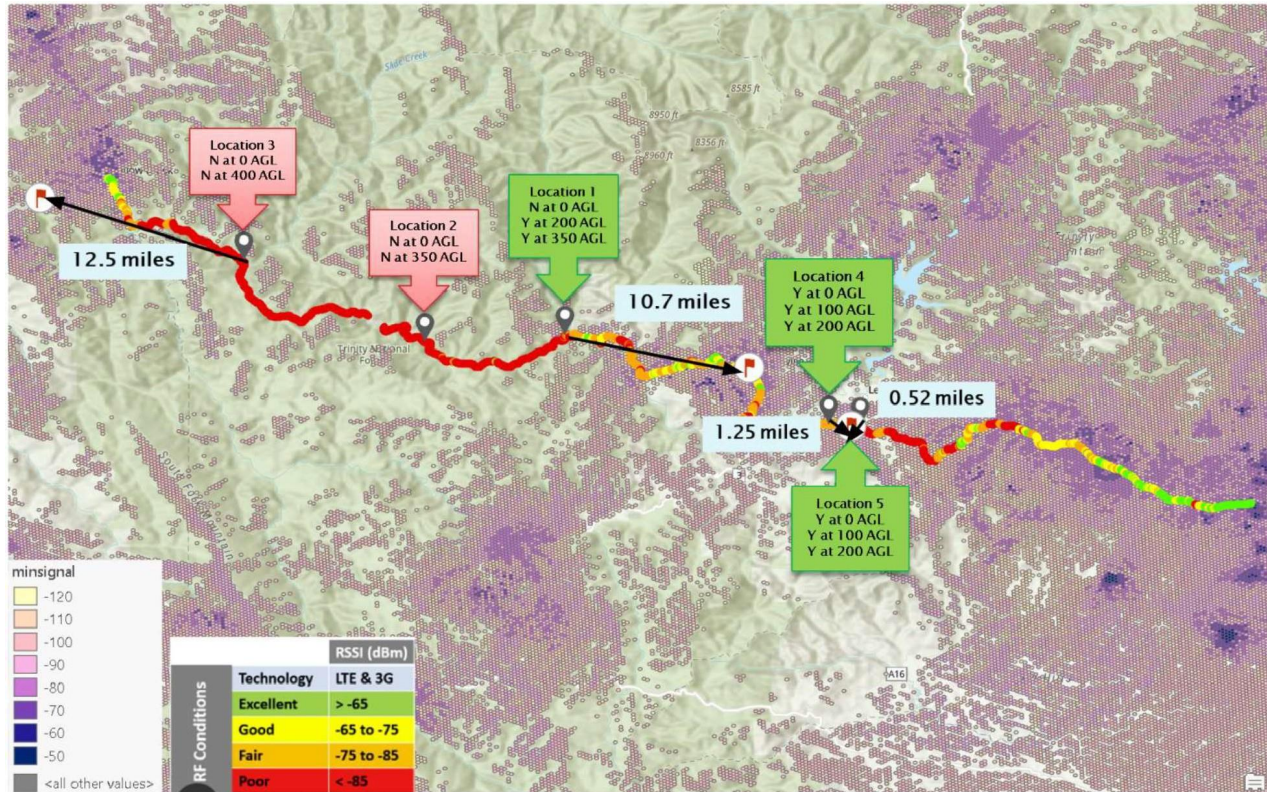 8585 ft
8950 ft
8356 ft
8960 ft
Location 3
N at 0 AGL
N at 400 AGL
Location 2
N at 0 AGL
N at 350 AGL
Location 1
N at 0 AGL
Y at 200 AGL
Y at 350 AGL
12.5 miles
10.7 miles
Location 4
Y at 0 AGL
Y at 100 AGL
Y at 200 AGL
Trinity National
Le
0.52 miles
1.25 miles
3
Location 5
Y at 0 AGL
Y at 100 AGL
Y at 200 AGL
South Fork Mountain
A16
minsignal
-120
-110
-100
-90
-80
-70
-60
-50
<all other values>
RF Conditions
RSSI (dBm)
Technology LTE & 3G
Excellent > -65
Good -65 to -75
Fair -75 to -85
Poor < -85